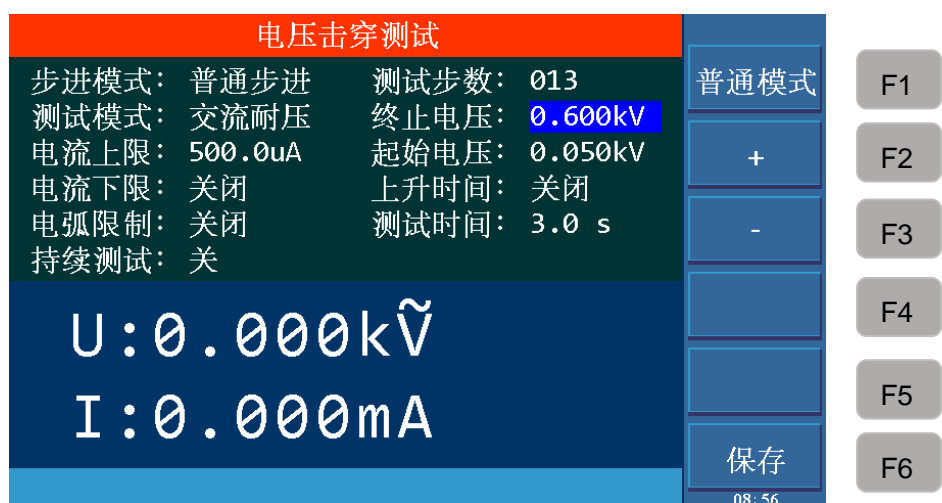 电压击穿测试
步进模式: 普通步进 测试步数: 013
测试模式: 交流耐压 终止电压: 0.600kV
电流上限: 500.0uA 起始电压: 0.050kV
电流下限: 关闭 上升时间: 关闭
电弧限制: 关闭 测试时间: 3.0 s
持续测试: 关
U:0.000kṼ
I:0.000mA
普通模式
+
-
保存
08:56
F1
F2
F3
F4
F5
F6